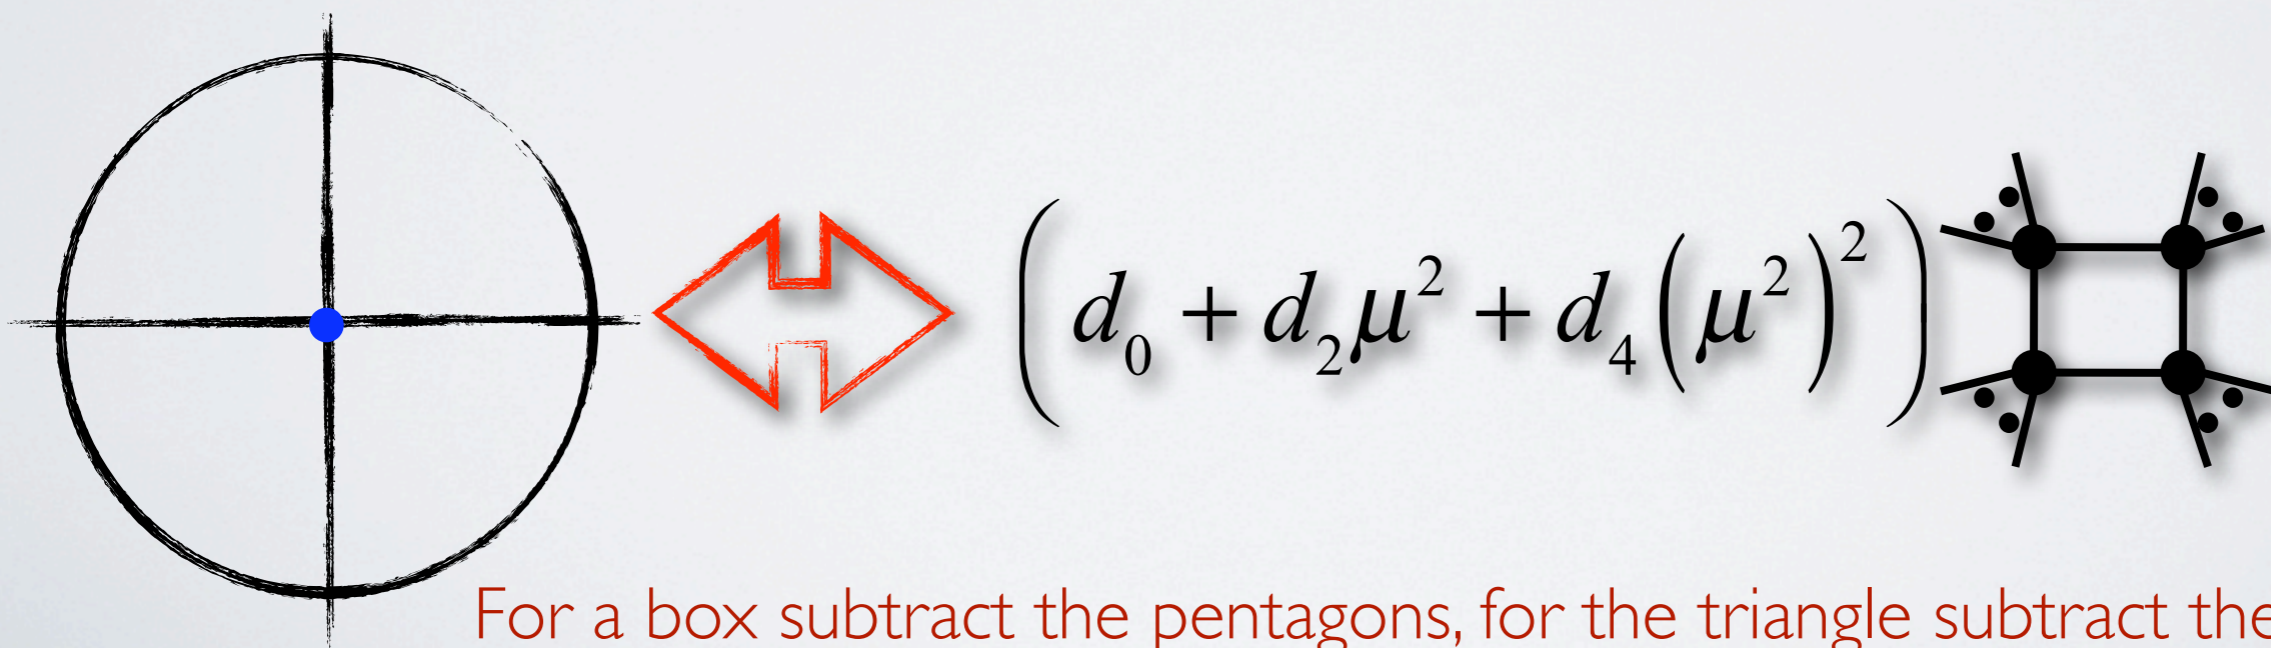 (d₀ + d₂μ² + d₄(μ²)²)
For a box subtract the pentagons, for the triangle subtract the